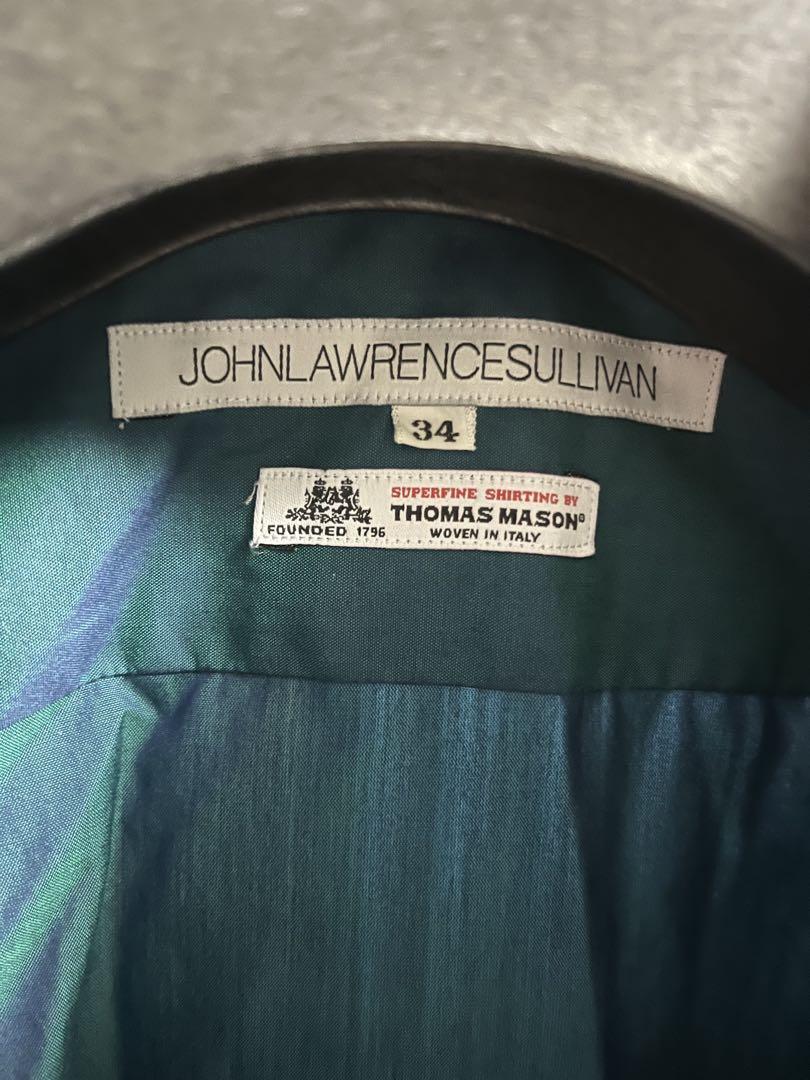 JOHNLAWRENCESULLIVAN
34
SUPERFINE SHIRTING BY
THOMAS MASON®
FOUNDED 1796
WOVEN IN ITALY